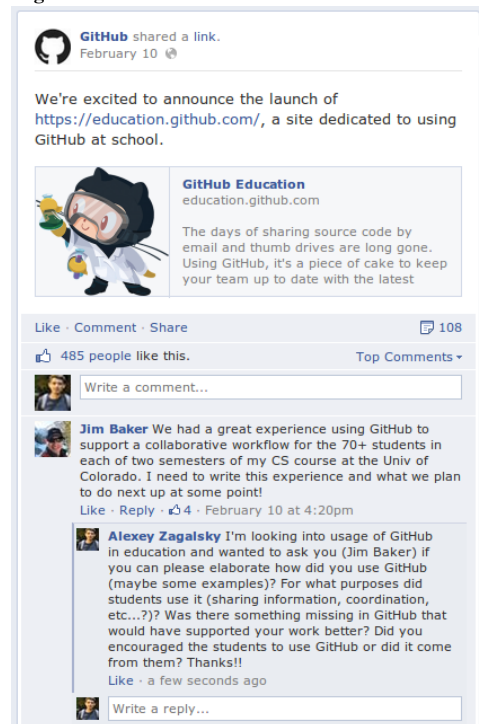 GitHub shared a link.
February 10
We're excited to announce the launch of
https://education.github.com/, a site dedicated to using
GitHub at school.
GitHub Education
education.github.com
The days of sharing source code by
email and thumb drives are long gone.
Using GitHub, it's a piece of cake to keep
your team up to date with the latest
Like · Comment · Share 108
485 people like this. Top Comments
Write a comment...
Jim Baker We had a great experience using GitHub to
support a collaborative workflow for the 70+ students in
each of two semesters of my CS course at the Univ of
Colorado. I need to write this experience and what we plan
to do next up at some point!
Like · Reply · 4 · February 10 at 4:20pm
Alexey Zagalsky I'm looking into usage of GitHub
in education and wanted to ask you (Jim Baker) if
you can please elaborate how did you use GitHub
(maybe some examples)? For what purposes did
students use it (sharing information, coordination,
etc...?)? Was there something missing in GitHub that
would have supported your work better? Did you
encouraged the students to use GitHub or did it come
from them? Thanks!!
Like · a few seconds ago
Write a reply...